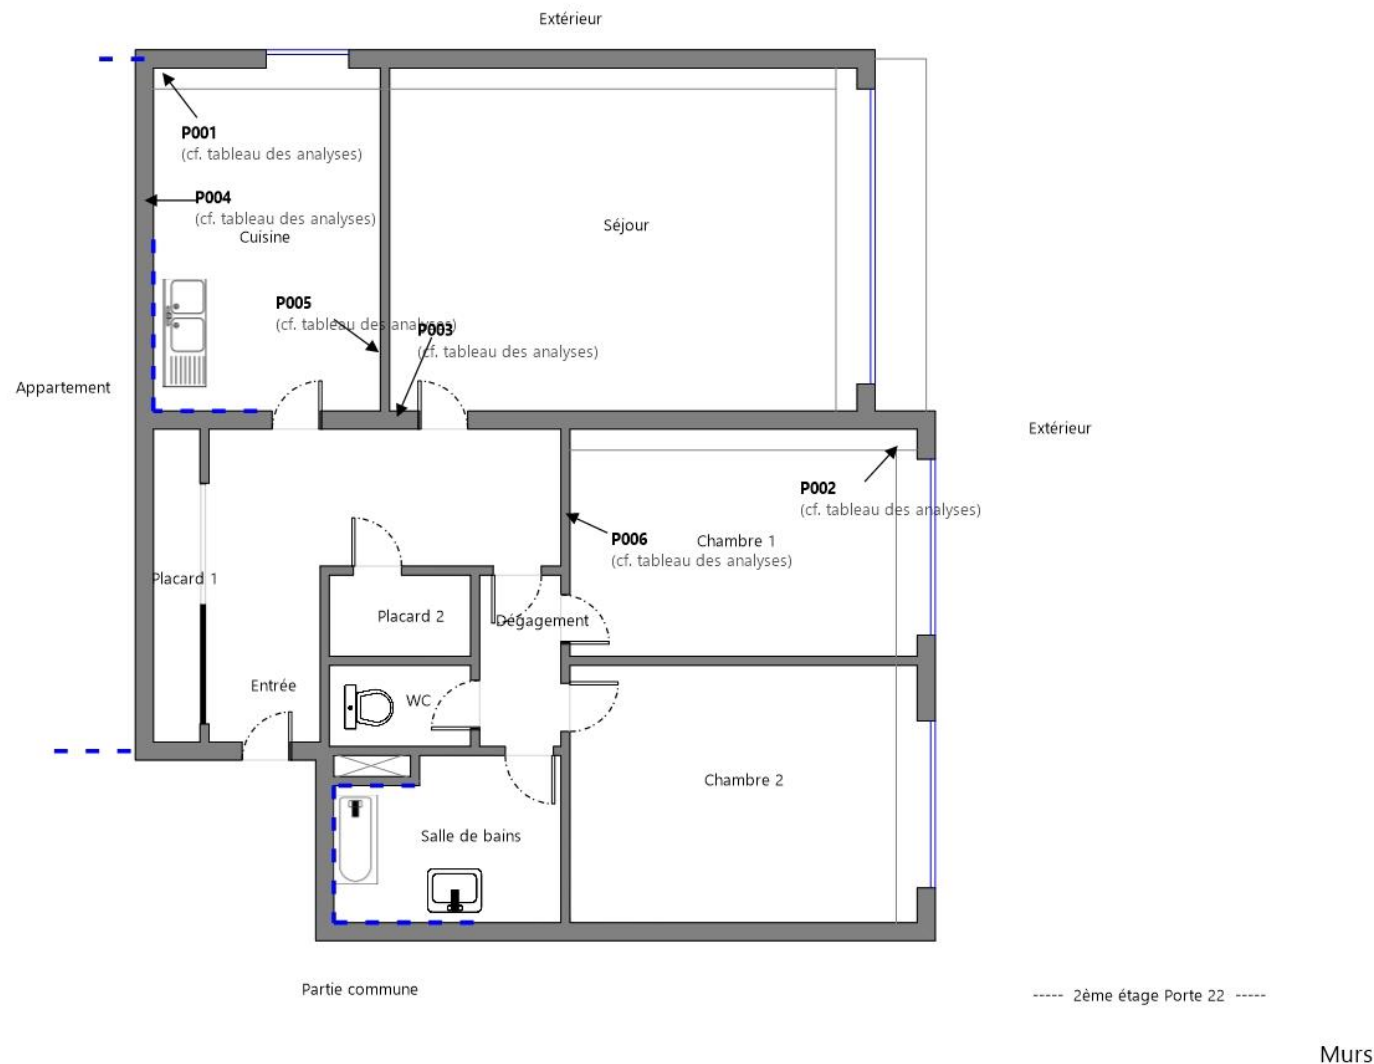 Extérieur
P001
(cf. tableau des analyses)
P004
(cf. tableau des analyses)
Cuisine
Séjour
P005
(cf. tableau des analyses)
P003
(cf. tableau des analyses)
Appartement
Extérieur
P002
(cf. tableau des analyses)
P006
(cf. tableau des analyses)
Chambre 1
Placard 1
Placard 2
Dégagement
Entrée
WC
Chambre 2
Salle de bains
Partie commune
----- 2ème étage Porte 22 -----
Murs